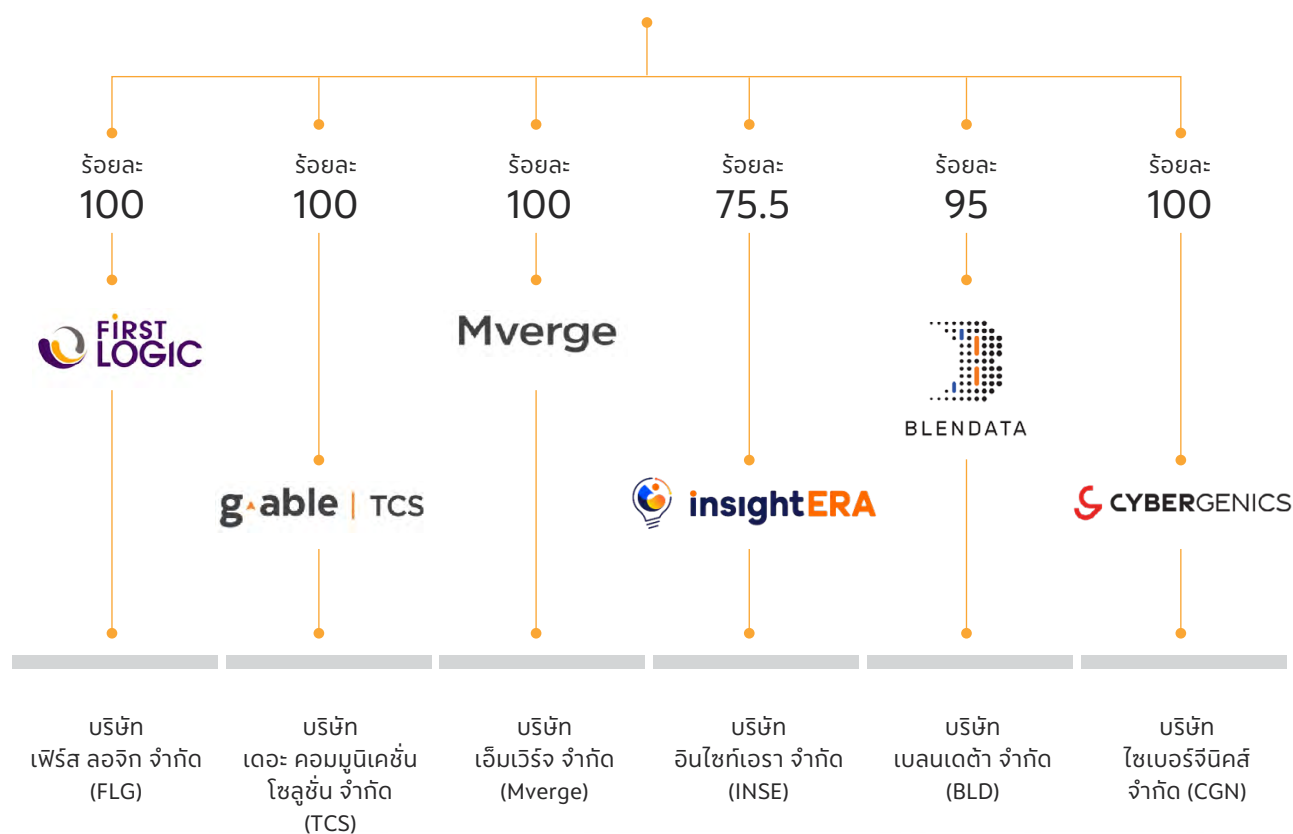 ร้อยละ
100
ร้อยละ
100
ร้อยละ
100
ร้อยละ
75.5
ร้อยละ
95
ร้อยละ
100
FiRST
LOGIC
g able | TCS
Mverge
insightERA
BLENDATA
CYBERGENICS
บริษัท
เฟิร์ส ลอจิก จำกัด
(FLG)
บริษัท
เดอะ คอมมูนิเคชั่น
โซลูชั่น จำกัด
(TCS)
บริษัท
เอ็มเวิร์จ จำกัด
(Mverge)
บริษัท
อินไซท์เอรา จำกัด
(INSE)
บริษัท
เบลนเดต้า จำกัด
(BLD)
บริษัท
ไซเบอร์จีนิคส์
จำกัด (CGN)